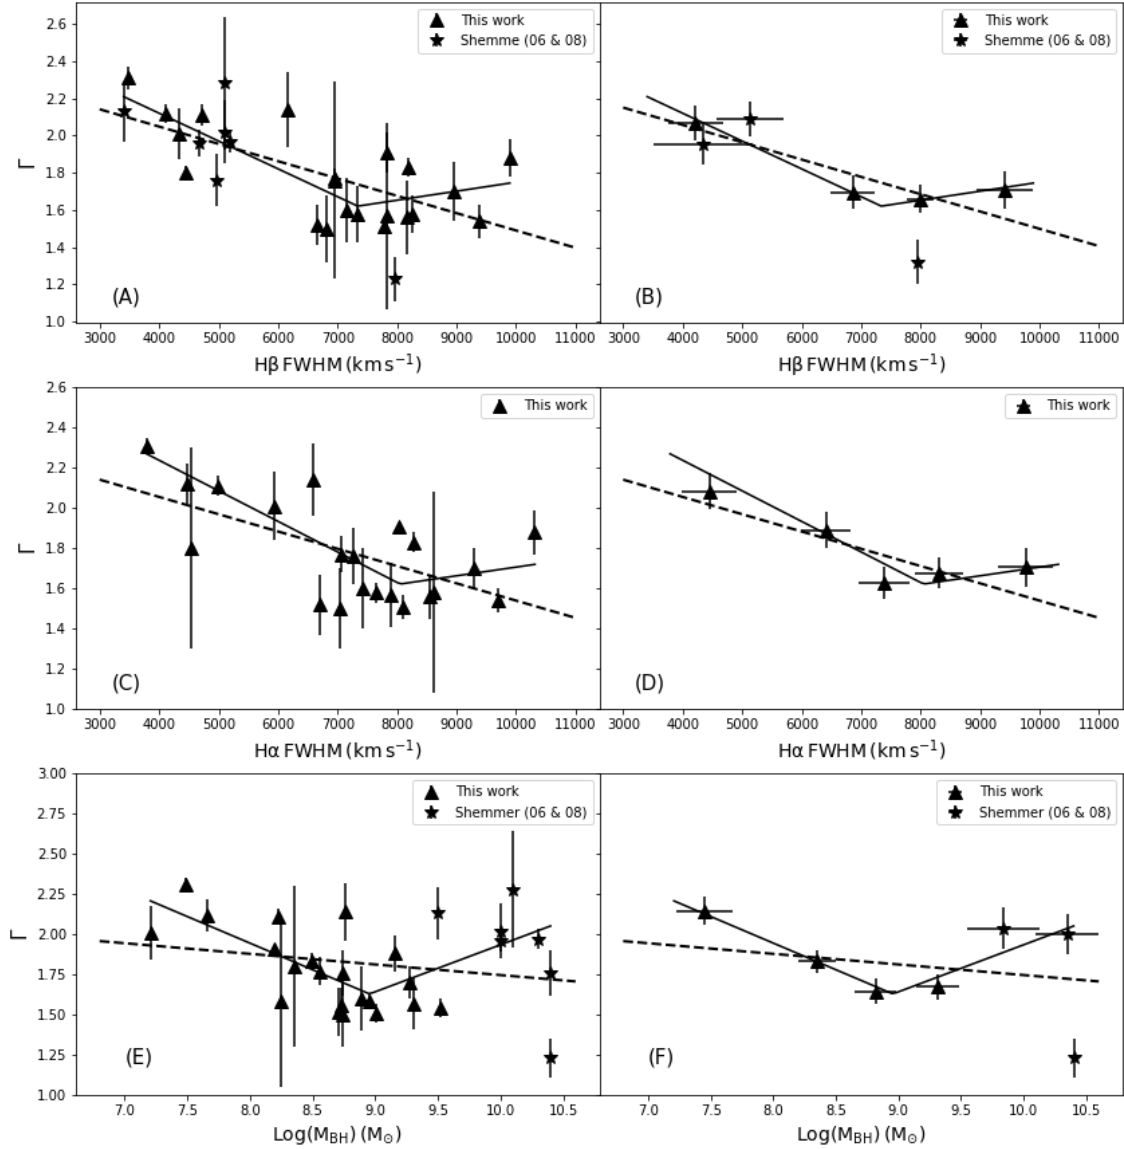 2.6
2.4
2.2
2.0
1.8
1.6
1.4
1.2
1.0
Γ
This work
Shemme (06 & 08)
(A)
3000 4000 5000 6000 7000 8000 9000 10000 11000
Hβ FWHM (km s⁻¹)
This work
Shemme (06 & 08)
(B)
3000 4000 5000 6000 7000 8000 9000 10000 11000
Hβ FWHM (km s⁻¹)
2.6
2.4
2.2
2.0
1.8
1.6
1.4
1.2
1.0
Γ
This work
(C)
3000 4000 5000 6000 7000 8000 9000 10000 11000
Hα FWHM (km s⁻¹)
This work
(D)
3000 4000 5000 6000 7000 8000 9000 10000 11000
Hα FWHM (km s⁻¹)
3.00
2.75
2.50
2.25
2.00
1.75
1.50
1.25
1.00
Γ
This work
Shemmer (06 & 08)
(E)
7.0 7.5 8.0 8.5 9.0 9.5 10.0 10.5
Log(M_BH) (M_⊙)
This work
Shemmer (06 & 08)
(F)
7.0 7.5 8.0 8.5 9.0 9.5 10.0 10.5
Log(M_BH) (M_⊙)